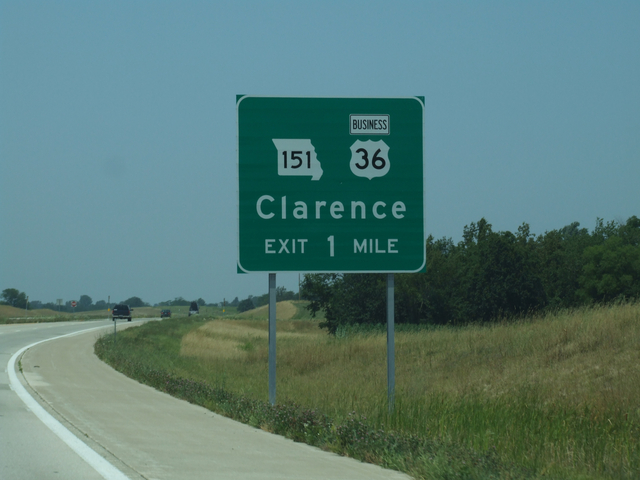 BUSINESS
151 36
Clarence
EXIT 1 MILE